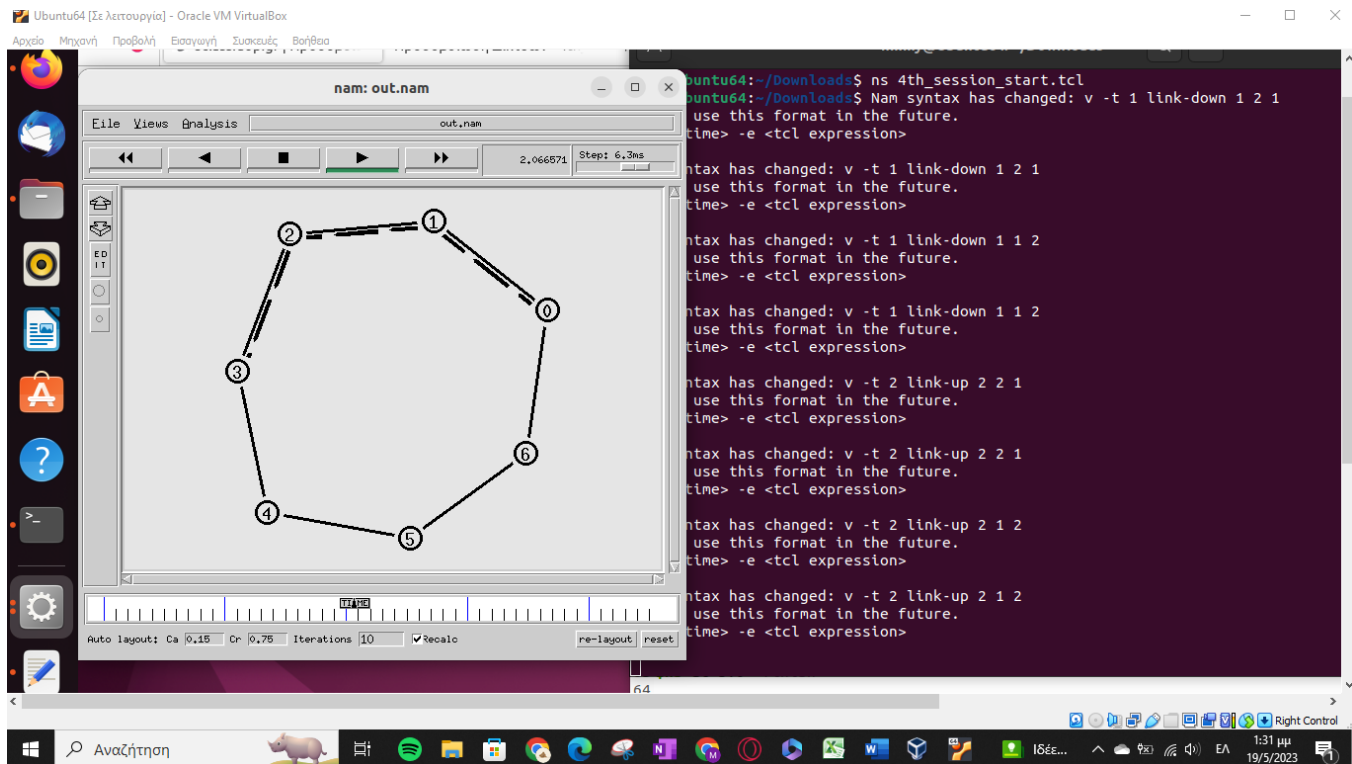 Ubuntu64 [Σε λειτουργία] - Oracle VM VirtualBox
Αρχείο Μηχανή Προβολή Εισαγωγή Συσκευές Βοήθεια
nam: out.nam
File Views Analysis out.nam
2.066571 Step: 6.3ms
ED
IT
2
1
0
3
6
4
5
TIME
Auto layout: Ca 0.15 Cr 0.75 Iterations 10 Recalc re-layout reset
buntu64:~/Downloads$ ns 4th_session_start.tcl
buntu64:~/Downloads$ Nam syntax has changed: v -t 1 link-down 1 2 1
use this format in the future.
time> -e <tcl expression>
ntax has changed: v -t 1 link-down 1 2 1
use this format in the future.
time> -e <tcl expression>
ntax has changed: v -t 1 link-down 1 1 2
use this format in the future.
time> -e <tcl expression>
ntax has changed: v -t 1 link-down 1 1 2
use this format in the future.
time> -e <tcl expression>
ntax has changed: v -t 2 link-up 2 2 1
use this format in the future.
time> -e <tcl expression>
ntax has changed: v -t 2 link-up 2 2 1
use this format in the future.
time> -e <tcl expression>
ntax has changed: v -t 2 link-up 2 1 2
use this format in the future.
time> -e <tcl expression>
ntax has changed: v -t 2 link-up 2 1 2
use this format in the future.
time> -e <tcl expression>
64
Right Control
Αναζήτηση
Ιδέε...
ΕΛ
1:31 μμ
19/5/2023